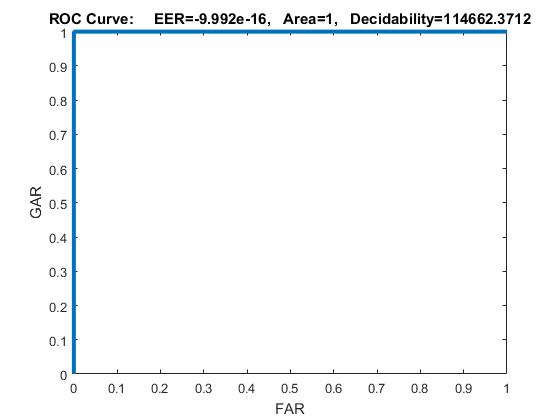 ROC Curve: EER=-9.992e-16, Area=1, Decidability=114662.3712
1
0.9
0.8
0.7
0.6
0.5
0.4
0.3
0.2
0.1
0
GAR
0 0.1 0.2 0.3 0.4 0.5 0.6 0.7 0.8 0.9 1
FAR